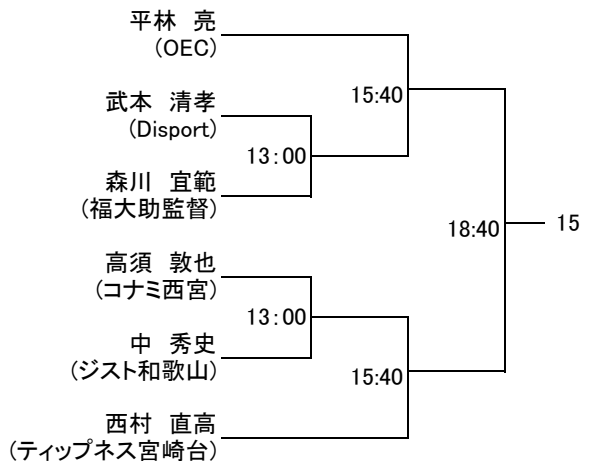 平林　亮
(OEC)
15:40
武本　清孝
(Disport)
13:00
森川　宜範
(福大助監督)
18:40
15
高須　敦也
(コナミ西宮)
13:00
中　秀史
(ジスト和歌山)
15:40
西村　直高
(ティップネス宮崎台)